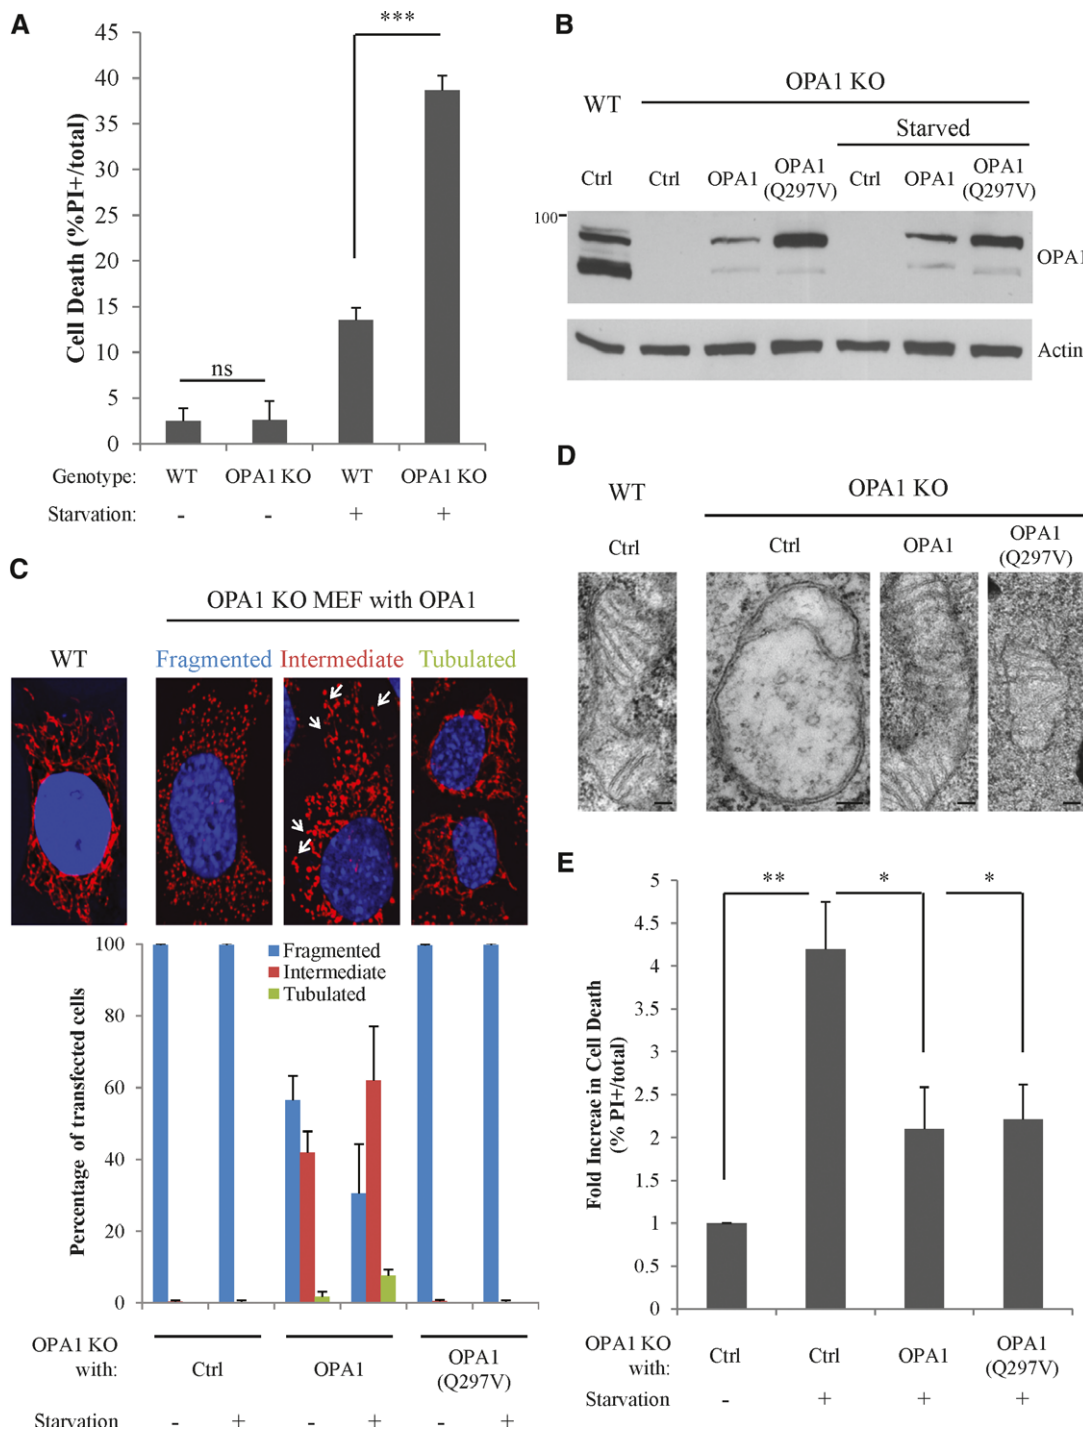 A
45
40
35
30
25
20
15
10
5
0
Cell Death (%PI+/total)
***
ns
Genotype: WT OPA1 KO WT OPA1 KO
Starvation: - - + +
B
WT OPA1 KO
Starved
Ctrl Ctrl OPA1 OPA1 (Q297V) Ctrl OPA1 OPA1 (Q297V)
100
OPA1
Actin
C
OPA1 KO MEF with OPA1
WT Fragmented Intermediate Tubulated
100
80
60
40
20
0
Percentage of transfected cells
Fragmented
Intermediate
Tubulated
OPA1 KO with: Ctrl OPA1 OPA1 (Q297V)
Starvation - + - + - +
D
WT OPA1 KO
Ctrl Ctrl OPA1 OPA1 (Q297V)
E
5
4.5
4
3.5
3
2.5
2
1.5
1
0.5
0
Fold Increae in Cell Death
(% PI+/total)
** * *
OPA1 KO with: Ctrl Ctrl OPA1 OPA1 (Q297V)
Starvation - + + +